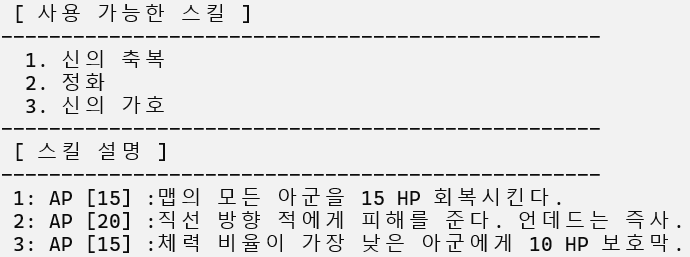 [ 사용 가능한 스킬 ]
--------------------------------------------------
1. 신의 축복
2. 정화
3. 신의 가호
--------------------------------------------------
[ 스킬 설명 ]
--------------------------------------------------
1: AP [15] :맵의 모든 아군을 15 HP 회복시킨다.
2: AP [20] :직선 방향 적에게 피해를 준다. 언데드는 즉사.
3: AP [15] :체력 비율이 가장 낮은 아군에게 10 HP 보호막.